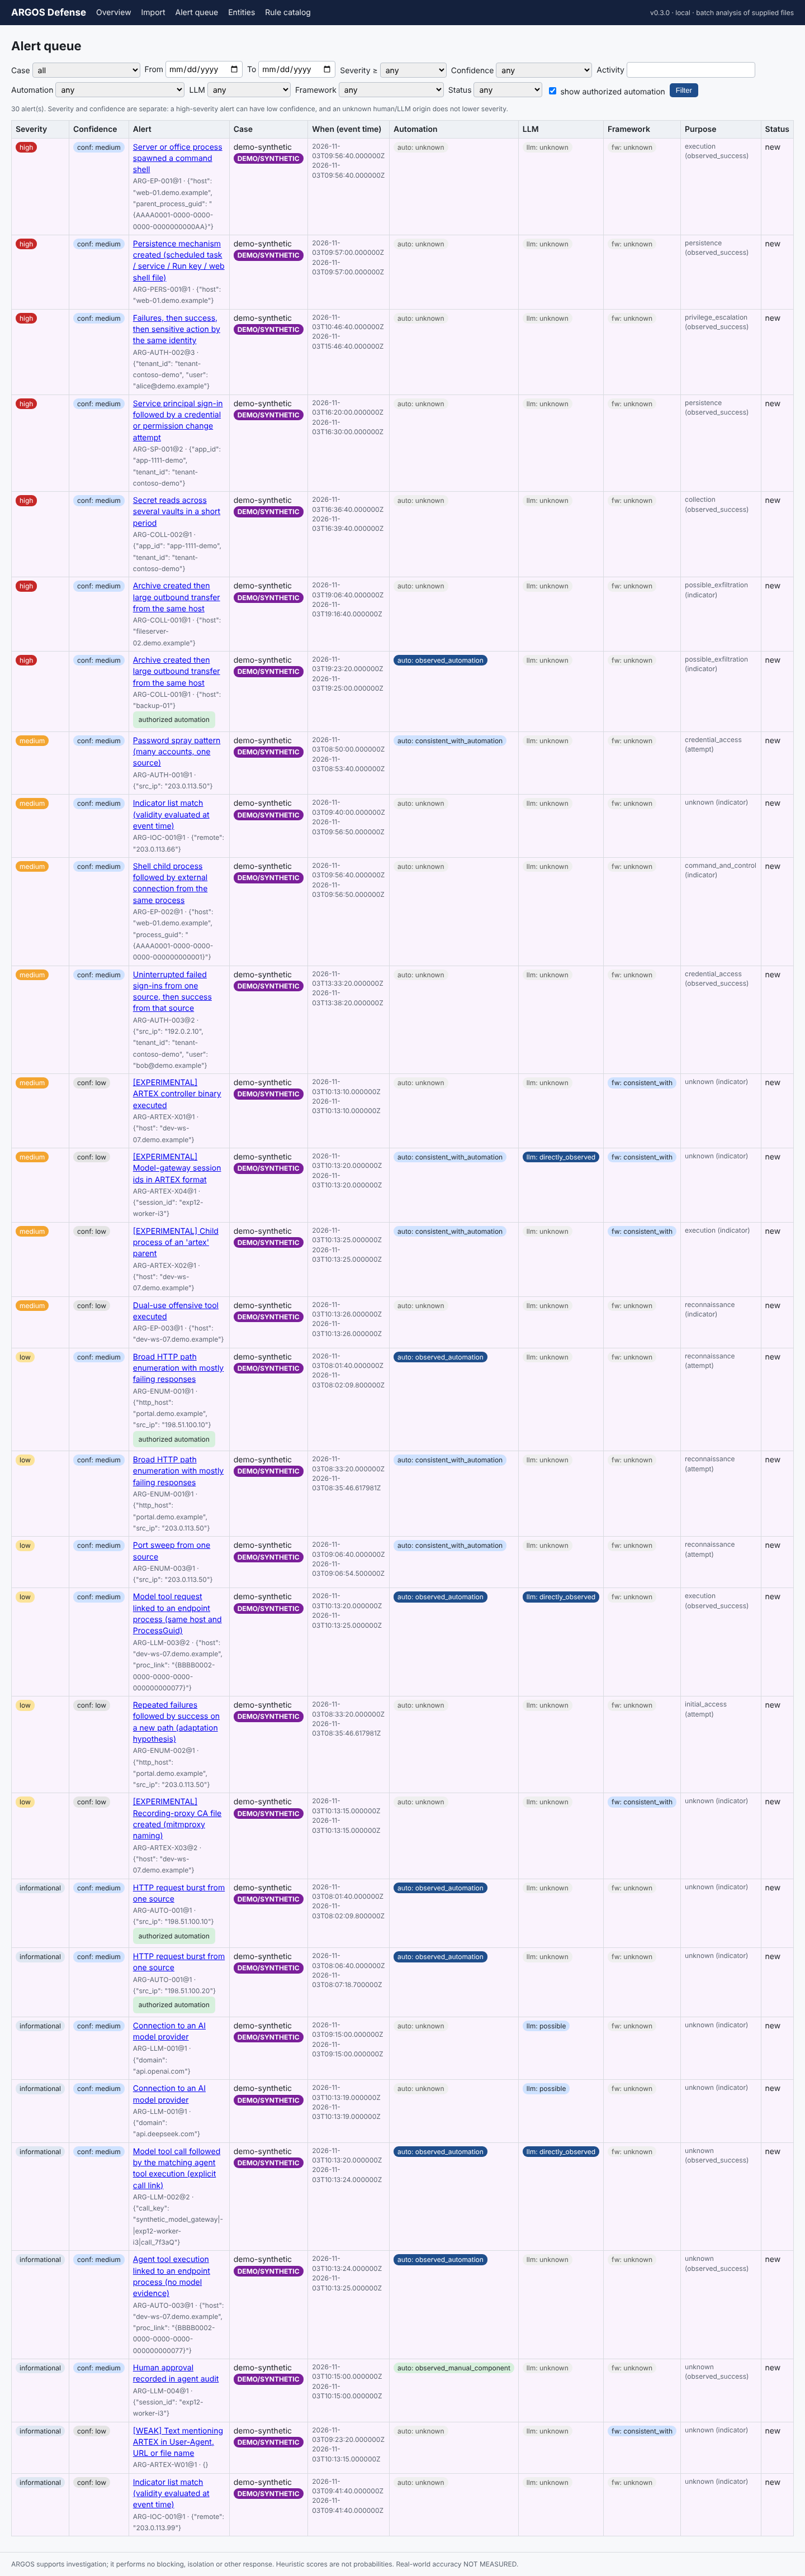 ARGOS Defense Overview Import Alert queue Entities Rule catalog v0.3.0 · local · batch analysis of supplied files
Alert queue
Case all From mm/dd/yyyy To mm/dd/yyyy Severity ≥ any Confidence any Activity
Automation any LLM any Framework any Status any show authorized automation Filter
30 alert(s). Severity and confidence are separate: a high-severity alert can have low confidence, and an unknown human/LLM origin does not lower severity.
Severity Confidence Alert Case When (event time) Automation LLM Framework Purpose Status
high conf: medium Server or office process demo-synthetic 2026-11- auto: unknown llm: unknown fw: unknown execution new
spawned a command DEMO/SYNTHETIC 03T09:56:40.000000Z (observed_success)
shell 2026-11-
ARG-EP-001@1 · {"host": 03T09:56:40.000000Z
"web-01.demo.example",
"parent_process_guid": "
{AAAA0001-0000-0000-
0000-0000000000AA}"}
high conf: medium Persistence mechanism demo-synthetic 2026-11- auto: unknown llm: unknown fw: unknown persistence new
created (scheduled task DEMO/SYNTHETIC 03T09:57:00.000000Z (observed_success)
/ service / Run key / web 2026-11-
shell file) 03T09:57:00.000000Z
ARG-PERS-001@1 · {"host":
"web-01.demo.example"}
high conf: medium Failures, then success, demo-synthetic 2026-11- auto: unknown llm: unknown fw: unknown privilege_escalation new
then sensitive action by DEMO/SYNTHETIC 03T10:46:40.000000Z (observed_success)
the same identity 2026-11-
ARG-AUTH-002@3 · 03T15:46:40.000000Z
{"tenant_id": "tenant-
contoso-demo", "user":
"alice@demo.example"}
high conf: medium Service principal sign-in demo-synthetic 2026-11- auto: unknown llm: unknown fw: unknown persistence new
followed by a credential DEMO/SYNTHETIC 03T16:20:00.000000Z (observed_success)
or permission change 2026-11-
attempt 03T16:30:00.000000Z
ARG-SP-001@2 · {"app_id":
"app-1111-demo",
"tenant_id": "tenant-
contoso-demo"}
high conf: medium Secret reads across demo-synthetic 2026-11- auto: unknown llm: unknown fw: unknown collection new
several vaults in a short DEMO/SYNTHETIC 03T16:36:40.000000Z (observed_success)
period 2026-11-
ARG-COLL-002@1 · 03T16:39:40.000000Z
{"app_id": "app-1111-demo",
"tenant_id": "tenant-
contoso-demo"}
high conf: medium Archive created then demo-synthetic 2026-11- auto: unknown llm: unknown fw: unknown possible_exfiltration new
large outbound transfer DEMO/SYNTHETIC 03T19:06:40.000000Z (indicator)
from the same host 2026-11-
ARG-COLL-001@1 · {"host": 03T19:16:40.000000Z
"fileserver-
02.demo.example"}
high conf: medium Archive created then demo-synthetic 2026-11- auto: observed_automation llm: unknown fw: unknown possible_exfiltration new
large outbound transfer DEMO/SYNTHETIC 03T19:23:20.000000Z (indicator)
from the same host 2026-11-
ARG-COLL-001@1 · {"host": 03T19:25:00.000000Z
"backup-01"}
authorized automation
medium conf: medium Password spray pattern demo-synthetic 2026-11- auto: consistent_with_automation llm: unknown fw: unknown credential_access new
(many accounts, one DEMO/SYNTHETIC 03T08:50:00.000000Z (attempt)
source) 2026-11-
ARG-AUTH-001@1 · 03T08:53:40.000000Z
{"src_ip": "203.0.113.50"}
medium conf: medium Indicator list match demo-synthetic 2026-11- auto: unknown llm: unknown fw: unknown unknown (indicator) new
(validity evaluated at DEMO/SYNTHETIC 03T09:40:00.000000Z
event time) 2026-11-
ARG-IOC-001@1 · {"remote": 03T09:56:50.000000Z
"203.0.113.66"}
medium conf: medium Shell child process demo-synthetic 2026-11- auto: unknown llm: unknown fw: unknown command_and_control new
followed by external DEMO/SYNTHETIC 03T09:56:40.000000Z (indicator)
connection from the 2026-11-
same process 03T09:56:50.000000Z
ARG-EP-002@1 · {"host":
"web-01.demo.example",
"process_guid": "
{AAAA0001-0000-0000-
0000-000000000001}"}
medium conf: medium Uninterrupted failed demo-synthetic 2026-11- auto: unknown llm: unknown fw: unknown credential_access new
sign-ins from one DEMO/SYNTHETIC 03T13:33:20.000000Z (observed_success)
source, then success 2026-11-
from that source 03T13:38:20.000000Z
ARG-AUTH-003@2 ·
{"src_ip": "192.0.2.10",
"tenant_id": "tenant-
contoso-demo", "user":
"bob@demo.example"}
medium conf: low [EXPERIMENTAL] demo-synthetic 2026-11- auto: unknown llm: unknown fw: consistent_with unknown (indicator) new
ARTEX controller binary DEMO/SYNTHETIC 03T10:13:10.000000Z
executed 2026-11-
ARG-ARTEX-X01@1 · 03T10:13:10.000000Z
{"host": "dev-ws-
07.demo.example"}
medium conf: medium [EXPERIMENTAL] demo-synthetic 2026-11- auto: consistent_with_automation llm: directly_observed fw: consistent_with unknown (indicator) new
Model-gateway session DEMO/SYNTHETIC 03T10:13:20.000000Z
ids in ARTEX format 2026-11-
ARG-ARTEX-X04@1 · 03T10:13:20.000000Z
{"session_id": "exp12-
worker-i3"}
medium conf: low [EXPERIMENTAL] Child demo-synthetic 2026-11- auto: consistent_with_automation llm: unknown fw: consistent_with execution (indicator) new
process of an 'artex' DEMO/SYNTHETIC 03T10:13:25.000000Z
parent 2026-11-
ARG-ARTEX-X02@1 · 03T10:13:25.000000Z
{"host": "dev-ws-
07.demo.example"}
medium conf: low Dual-use offensive tool demo-synthetic 2026-11- auto: unknown llm: unknown fw: unknown reconnaissance new
executed DEMO/SYNTHETIC 03T10:13:26.000000Z (indicator)
ARG-EP-003@1 · {"host": 2026-11-
"dev-ws-07.demo.example"} 03T10:13:26.000000Z
low conf: medium Broad HTTP path demo-synthetic 2026-11- auto: observed_automation llm: unknown fw: unknown reconnaissance new
enumeration with mostly DEMO/SYNTHETIC 03T08:01:40.000000Z (attempt)
failing responses 2026-11-
ARG-ENUM-001@1 · 03T08:02:09.800000Z
{"http_host":
"portal.demo.example",
"src_ip": "198.51.100.10"}
authorized automation
low conf: medium Broad HTTP path demo-synthetic 2026-11- auto: consistent_with_automation llm: unknown fw: unknown reconnaissance new
enumeration with mostly DEMO/SYNTHETIC 03T08:33:20.000000Z (attempt)
failing responses 2026-11-
ARG-ENUM-001@1 · 03T08:35:46.617981Z
{"http_host":
"portal.demo.example",
"src_ip": "203.0.113.50"}
low conf: medium Port sweep from one demo-synthetic 2026-11- auto: consistent_with_automation llm: unknown fw: unknown reconnaissance new
source DEMO/SYNTHETIC 03T09:06:40.000000Z (attempt)
ARG-ENUM-003@1 · 2026-11-
{"src_ip": "203.0.113.50"} 03T09:06:54.500000Z
low conf: medium Model tool request demo-synthetic 2026-11- auto: observed_automation llm: directly_observed fw: unknown execution new
linked to an endpoint DEMO/SYNTHETIC 03T10:13:20.000000Z (observed_success)
process (same host and 2026-11-
ProcessGuid) 03T10:13:25.000000Z
ARG-LLM-003@2 · {"host":
"dev-ws-07.demo.example",
"proc_link": "{BBBB0002-
0000-0000-0000-
000000000077}"}
low conf: low Repeated failures demo-synthetic 2026-11- auto: unknown llm: unknown fw: unknown initial_access new
followed by success on DEMO/SYNTHETIC 03T08:33:20.000000Z (attempt)
a new path (adaptation 2026-11-
hypothesis) 03T08:35:46.617981Z
ARG-ENUM-002@1 ·
{"http_host":
"portal.demo.example",
"src_ip": "203.0.113.50"}
low conf: low [EXPERIMENTAL] demo-synthetic 2026-11- auto: unknown llm: unknown fw: consistent_with unknown (indicator) new
Recording-proxy CA file DEMO/SYNTHETIC 03T10:13:15.000000Z
created (mitmproxy 2026-11-
naming) 03T10:13:15.000000Z
ARG-ARTEX-X03@2 ·
{"host": "dev-ws-
07.demo.example"}
informational conf: medium HTTP request burst from demo-synthetic 2026-11- auto: observed_automation llm: unknown fw: unknown unknown (indicator) new
one source DEMO/SYNTHETIC 03T08:01:40.000000Z
ARG-AUTO-001@1 · 2026-11-
{"src_ip": "198.51.100.10"} 03T08:02:09.800000Z
authorized automation
informational conf: medium HTTP request burst from demo-synthetic 2026-11- auto: observed_automation llm: unknown fw: unknown unknown (indicator) new
one source DEMO/SYNTHETIC 03T08:06:40.000000Z
ARG-AUTO-001@1 · 2026-11-
{"src_ip": "198.51.100.20"} 03T08:07:18.700000Z
authorized automation
informational conf: medium Connection to an AI demo-synthetic 2026-11- auto: unknown llm: possible fw: unknown unknown (indicator) new
model provider DEMO/SYNTHETIC 03T09:15:00.000000Z
ARG-LLM-001@1 · 2026-11-
{"domain": 03T09:15:00.000000Z
"api.openai.com"}
informational conf: medium Connection to an AI demo-synthetic 2026-11- auto: unknown llm: possible fw: unknown unknown (indicator) new
model provider DEMO/SYNTHETIC 03T10:13:19.000000Z
ARG-LLM-001@1 · 2026-11-
{"domain": 03T10:13:19.000000Z
"api.deepseek.com"}
informational conf: medium Model tool call followed demo-synthetic 2026-11- auto: observed_automation llm: directly_observed fw: unknown unknown new
by the matching agent DEMO/SYNTHETIC 03T10:13:20.000000Z (observed_success)
tool execution (explicit 2026-11-
call link) 03T10:13:24.000000Z
ARG-LLM-002@2 ·
{"call_key":
"synthetic_model_gateway|-
|exp12-worker-
i3|call_7f3aQ"}
informational conf: medium Agent tool execution demo-synthetic 2026-11- auto: observed_automation llm: unknown fw: unknown unknown new
linked to an endpoint DEMO/SYNTHETIC 03T10:13:24.000000Z (observed_success)
process (no model 2026-11-
evidence) 03T10:13:25.000000Z
ARG-AUTO-003@1 · {"host":
"dev-ws-07.demo.example",
"proc_link": "{BBBB0002-
0000-0000-0000-
000000000077}"}
informational conf: medium Human approval demo-synthetic 2026-11- auto: observed_manual_component llm: unknown fw: unknown unknown new
recorded in agent audit DEMO/SYNTHETIC 03T10:15:00.000000Z (observed_success)
ARG-LLM-004@1 · 2026-11-
{"session_id": "exp12- 03T10:15:00.000000Z
worker-i3"}
informational conf: low [WEAK] Text mentioning demo-synthetic 2026-11- auto: unknown llm: unknown fw: consistent_with unknown (indicator) new
ARTEX in User-Agent, DEMO/SYNTHETIC 03T09:23:20.000000Z
URL or file name 2026-11-
ARG-ARTEX-W01@1 · {} 03T10:13:15.000000Z
informational conf: low Indicator list match demo-synthetic 2026-11- auto: unknown llm: unknown fw: unknown unknown (indicator) new
(validity evaluated at DEMO/SYNTHETIC 03T09:41:40.000000Z
event time) 2026-11-
ARG-IOC-001@1 · {"remote": 03T09:41:40.000000Z
"203.0.113.99"}
ARGOS supports investigation; it performs no blocking, isolation or other response. Heuristic scores are not probabilities. Real-world accuracy NOT MEASURED.